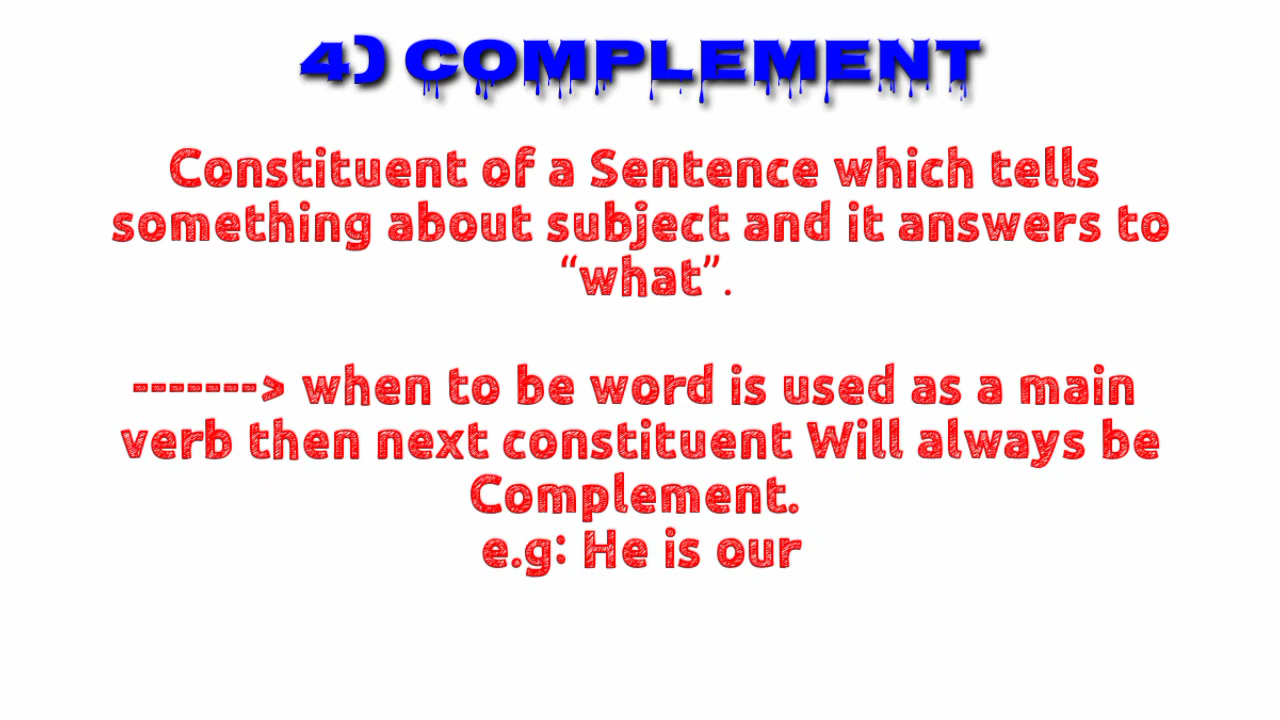 4) COMPLEMENT
Constituent of a Sentence which tells
something about subject and it answers to
“what”.
-------> when to be word is used as a main
verb then next constituent Will always be
Complement.
e.g: He is our